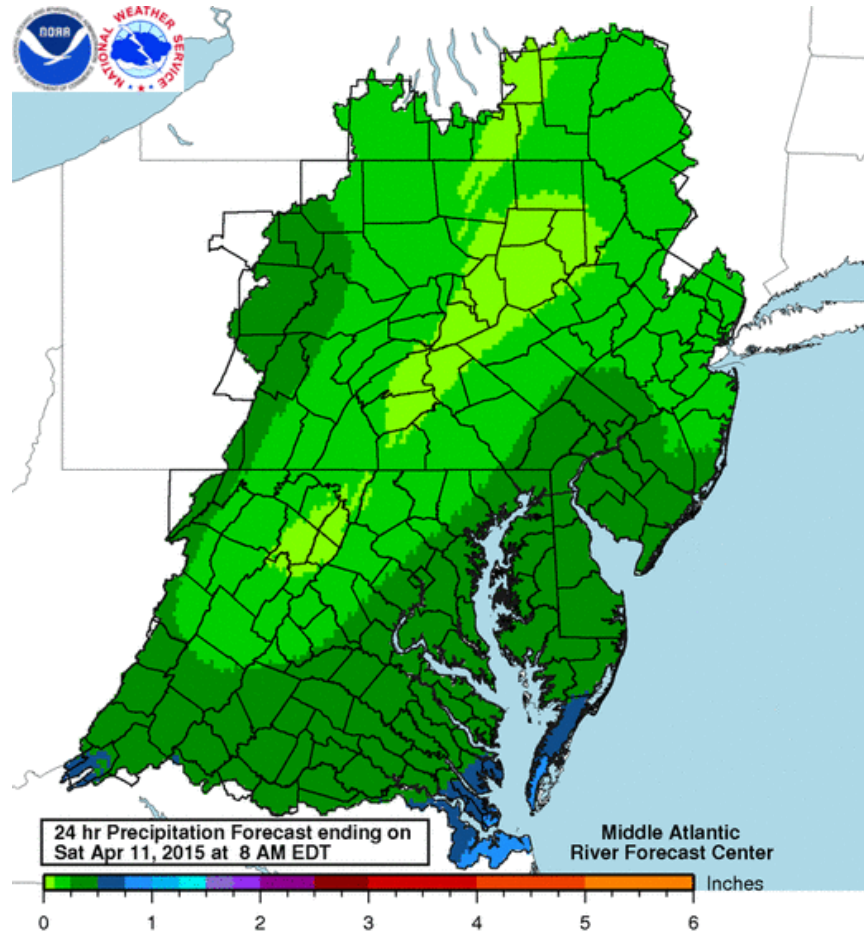 NOAA
NATIONAL WEATHER SERVICE
24 hr Precipitation Forecast ending on
Sat Apr 11, 2015 at 8 AM EDT
Middle Atlantic
River Forecast Center
Inches
0 1 2 3 4 5 6